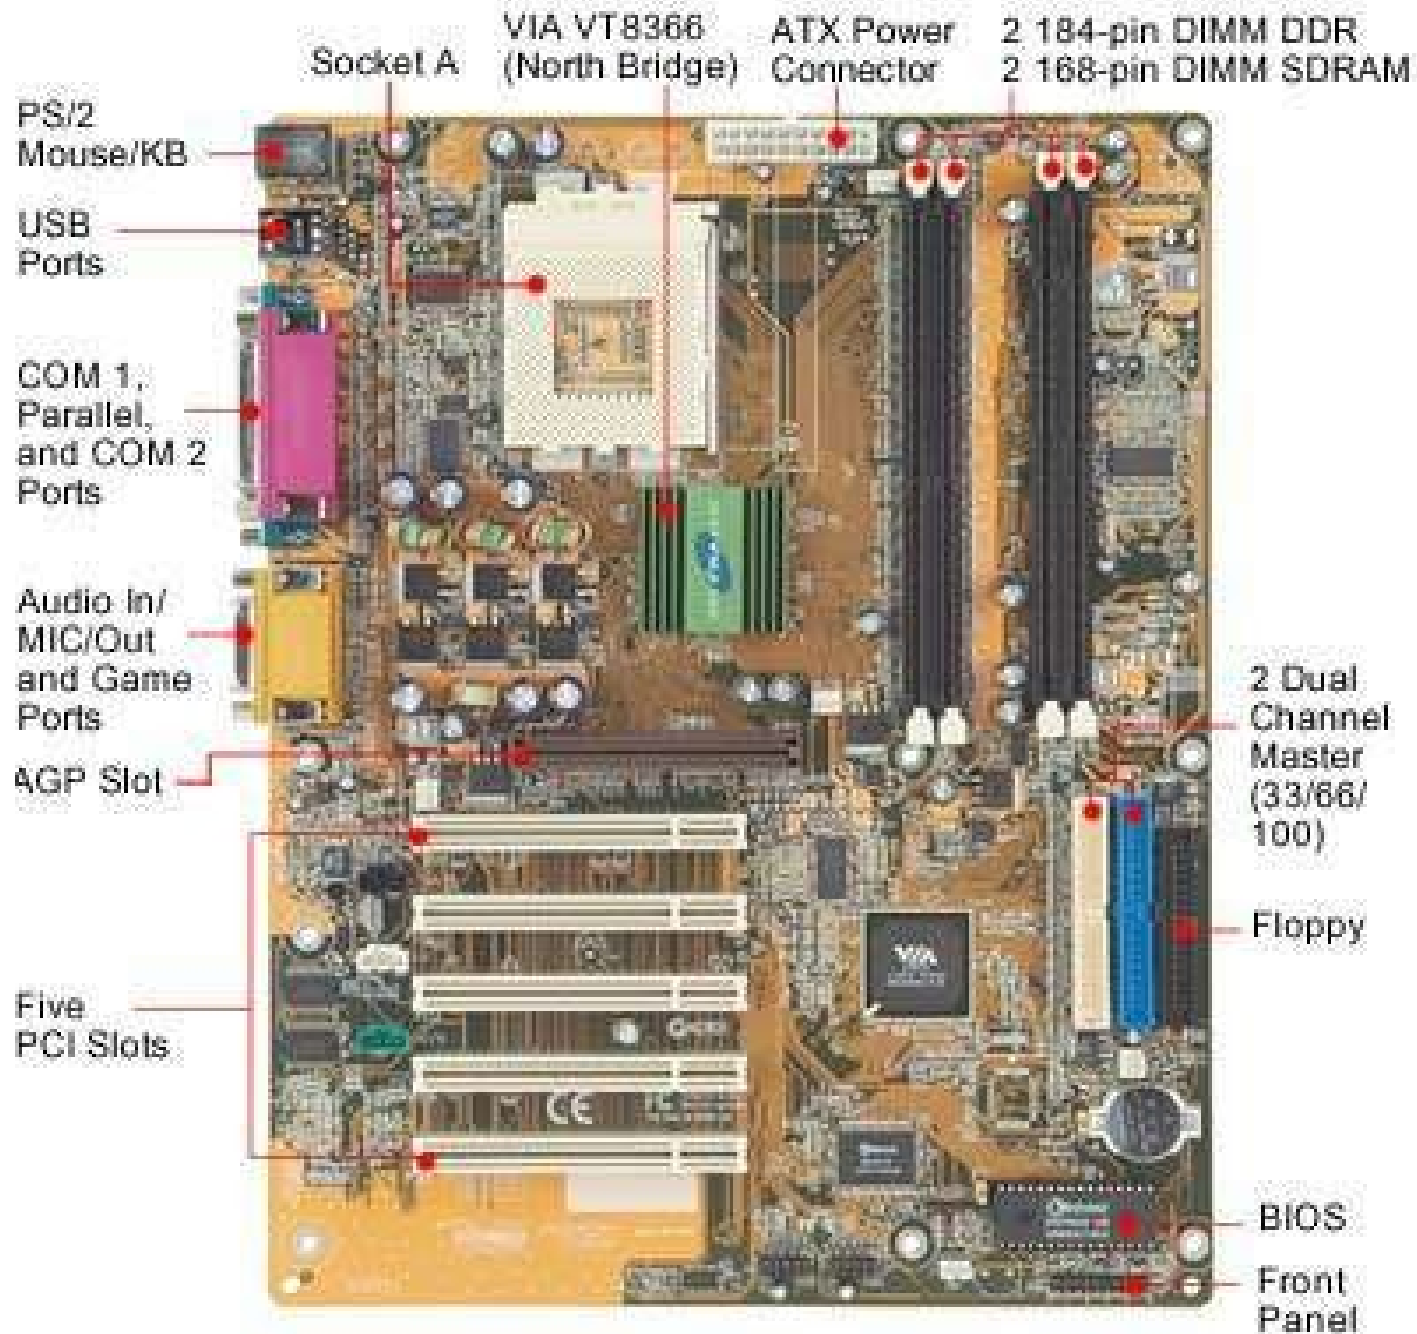 Socket A
VIA VT8366
(North Bridge)
ATX Power
Connector
2 184-pin DIMM DDR
2 168-pin DIMM SDRAM
PS/2
Mouse/KB
USB
Ports
COM 1,
Parallel,
and COM 2
Ports
Audio In/
MIC/Out
and Game
Ports
AGP Slot
Five
PCI Slots
2 Dual
Channel
Master
(33/66/
100)
Floppy
BIOS
Front
Panel
VIA
CE